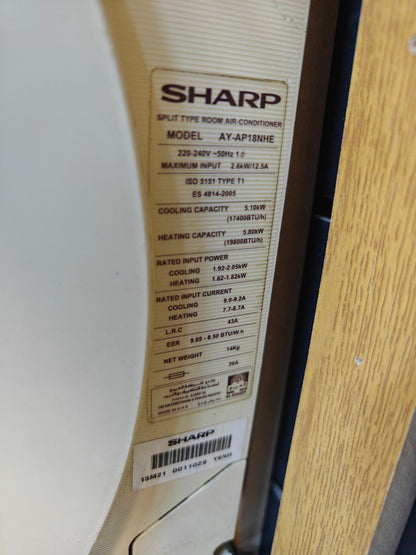 SHARP
SPLIT TYPE ROOM AIR-CONDITIONER
MODEL AY-AP18NHE
220-240V ~50Hz 1ϕ
MAXIMUM INPUT 2.6kW/12.5A
ISO 5151 TYPE T1
ES 4814-2005
COOLING CAPACITY 5.10kW
(17400BTU/h)
HEATING CAPACITY 5.80kW
(19800BTU/h)
RATED INPUT POWER
COOLING 1.92-2.05kW
HEATING 1.62-1.82kW
RATED INPUT CURRENT
COOLING 9.0-9.2A
HEATING 7.7-8.7A
L.R.C 43A
EER 9.05 - 8.50 BTU/W.h
NET WEIGHT 14Kg
20A
SHARP
13M21 0011029